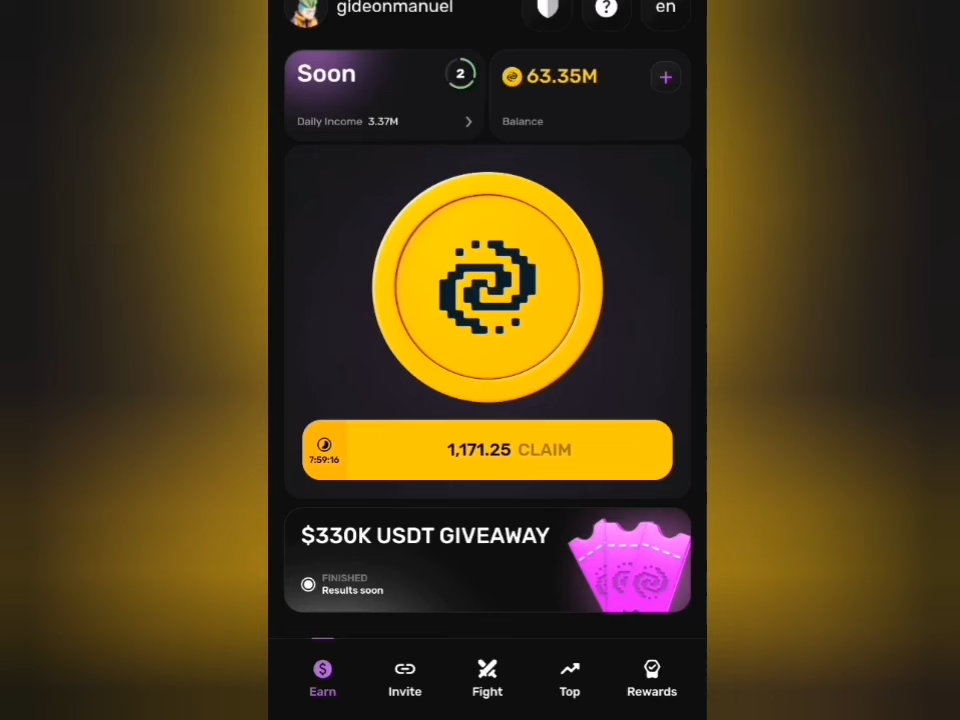 gideonmanuel
?
en
Soon
2
63.35M
Daily Income 3.37M
Balance
7:59:16
1,171.25 CLAIM
$330K USDT GIVEAWAY
FINISHED
Results soon
Earn
Invite
Fight
Top
Rewards